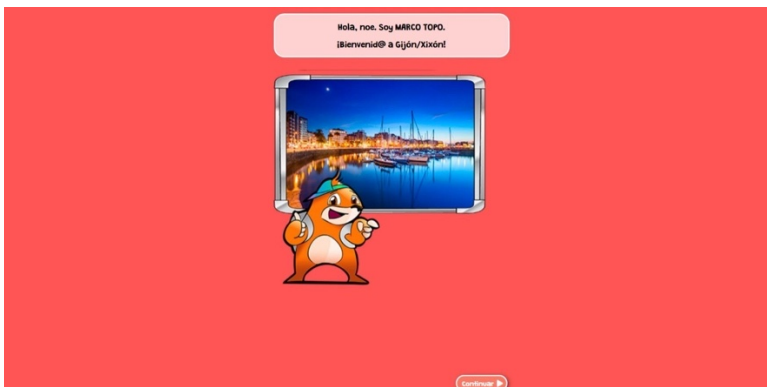 Hola, noe. Soy MARCO TOPO.
¡Bienvenid@ a Gijón/Xixón!
Continuar